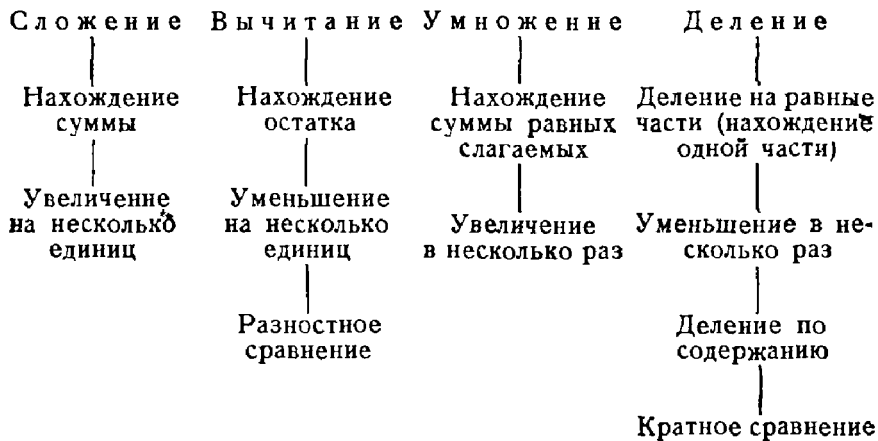 Сложение
Нахождение
суммы
Увеличение
на несколько
единиц
Вычитание
Нахождение
остатка
Уменьшение
на несколько
единиц
Разностное
сравнение
Умножение
Нахождение
суммы равных
слагаемых
Увеличение
в несколько раз
Деление
Деление на равные
части (нахождение
одной части)
Уменьшение в не-
сколько раз
Деление по
содержанию
Кратное сравнение